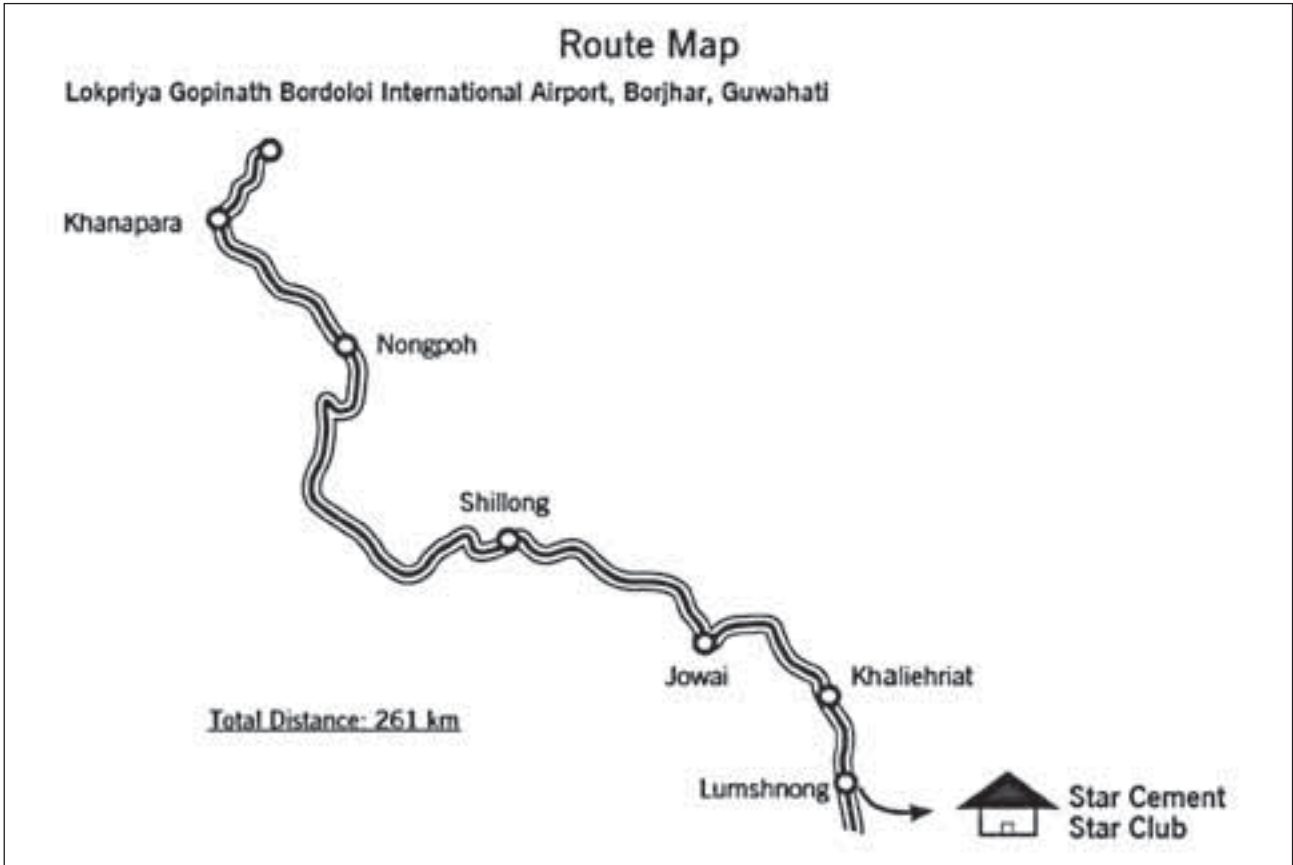 Route Map
Lokpriya Gopinath Bordoloi International Airport, Borjhar, Guwahati
Khanapara
Nongpoh
Shillong
Jowai
Khaliehriat
Total Distance: 261 km
Lumshnong
Star Cement
Star Club